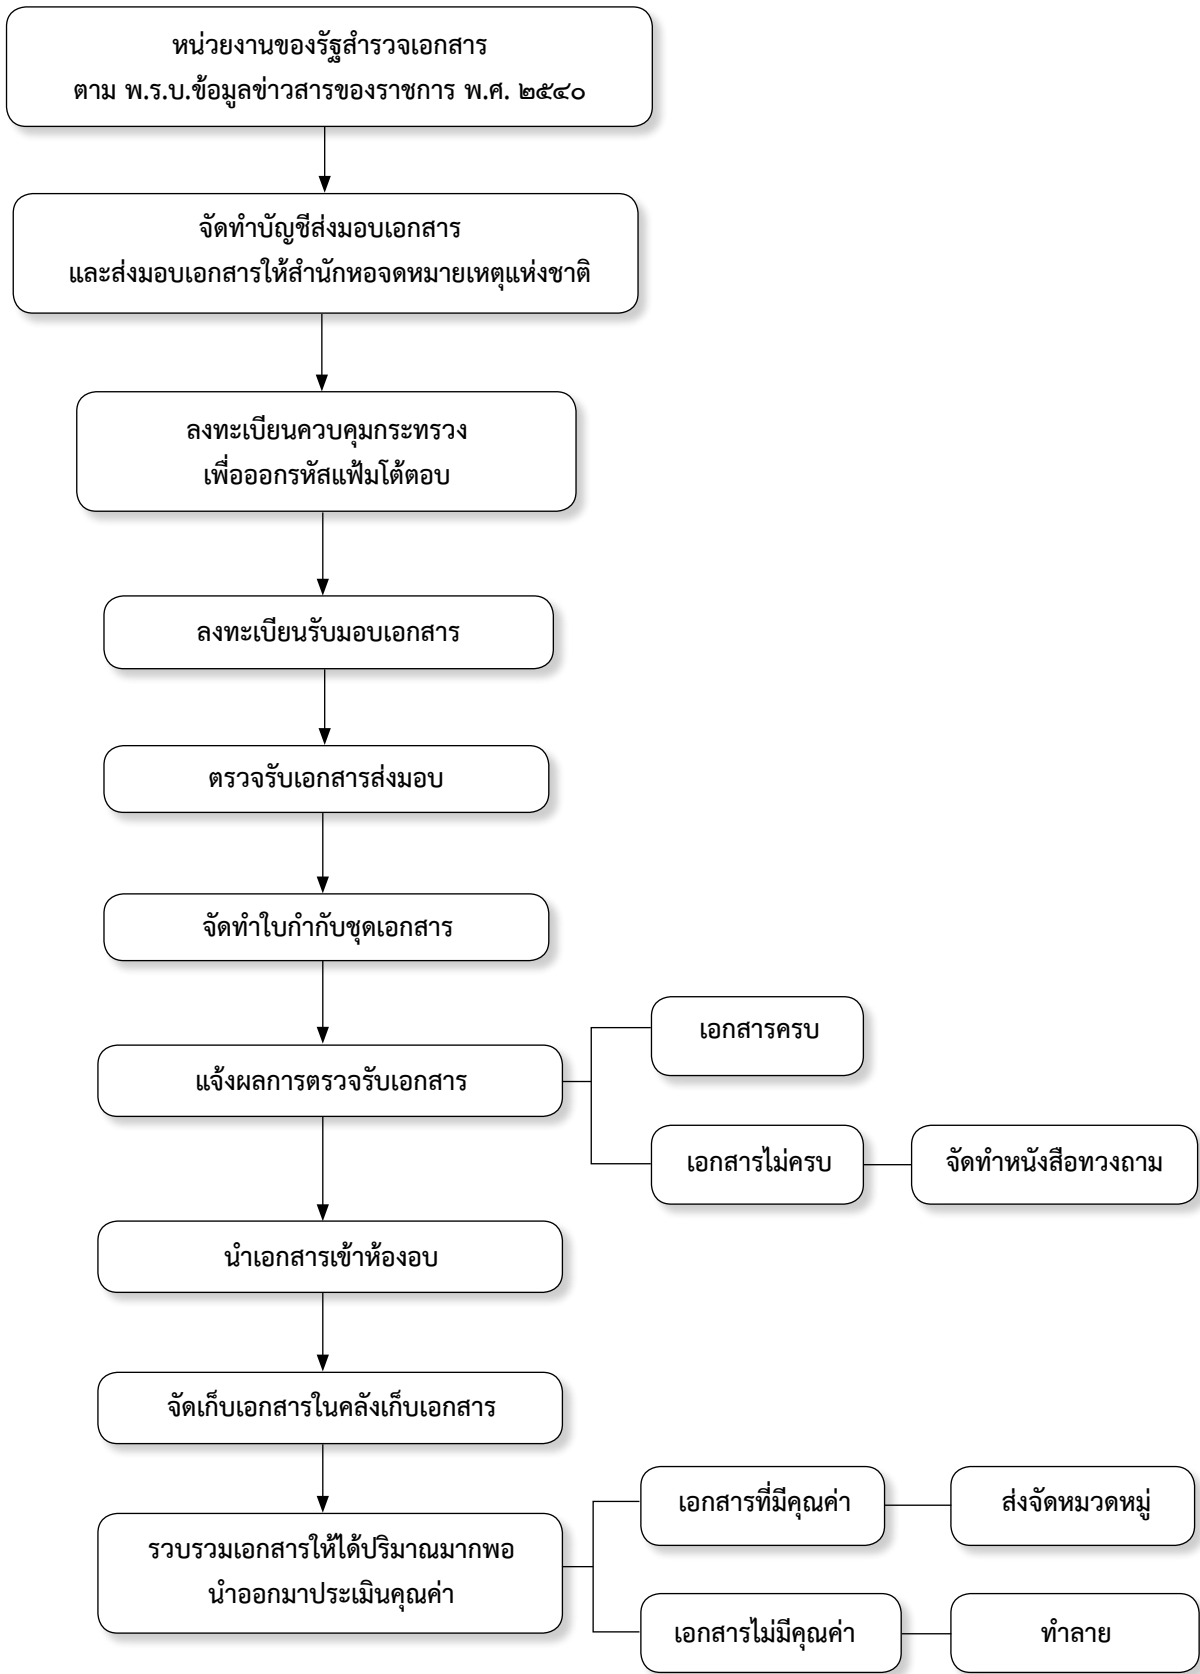 หน่วยงานของรัฐสำรวจเอกสาร
ตาม พ.ร.บ.ข้อมูลข่าวสารของราชการ พ.ศ. ๒๕๔๐
จัดทำบัญชีส่งมอบเอกสาร
และส่งมอบเอกสารให้สำนักหอจดหมายเหตุแห่งชาติ
ลงทะเบียนควบคุมกระทรวง
เพื่อออกรหัสแฟ้มโต้ตอบ
ลงทะเบียนรับมอบเอกสาร
ตรวจรับเอกสารส่งมอบ
จัดทำใบกำกับชุดเอกสาร
แจ้งผลการตรวจรับเอกสาร
เอกสารครบ
เอกสารไม่ครบ
จัดทำหนังสือทวงถาม
นำเอกสารเข้าห้องอบ
จัดเก็บเอกสารในคลังเก็บเอกสาร
รวบรวมเอกสารให้ได้ปริมาณมากพอ
นำออกมาประเมินคุณค่า
เอกสารที่มีคุณค่า
ส่งจัดหมวดหมู่
เอกสารไม่มีคุณค่า
ทำลาย